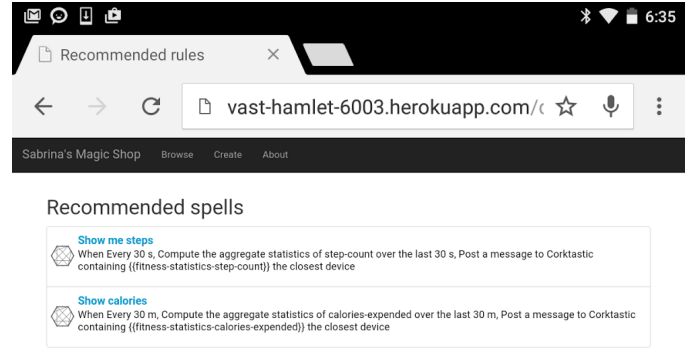 6:35
Recommended rules
vast-hamlet-6003.herokuapp.com/
Sabrina's Magic Shop Browse Create About
Recommended spells
Show me steps
When Every 30 s, Compute the aggregate statistics of step-count over the last 30 s, Post a message to Corktastic
containing {{fitness-statistics-step-count}} the closest device
Show calories
When Every 30 m, Compute the aggregate statistics of calories-expended over the last 30 m, Post a message to Corktastic
containing {{fitness-statistics-calories-expended}} the closest device